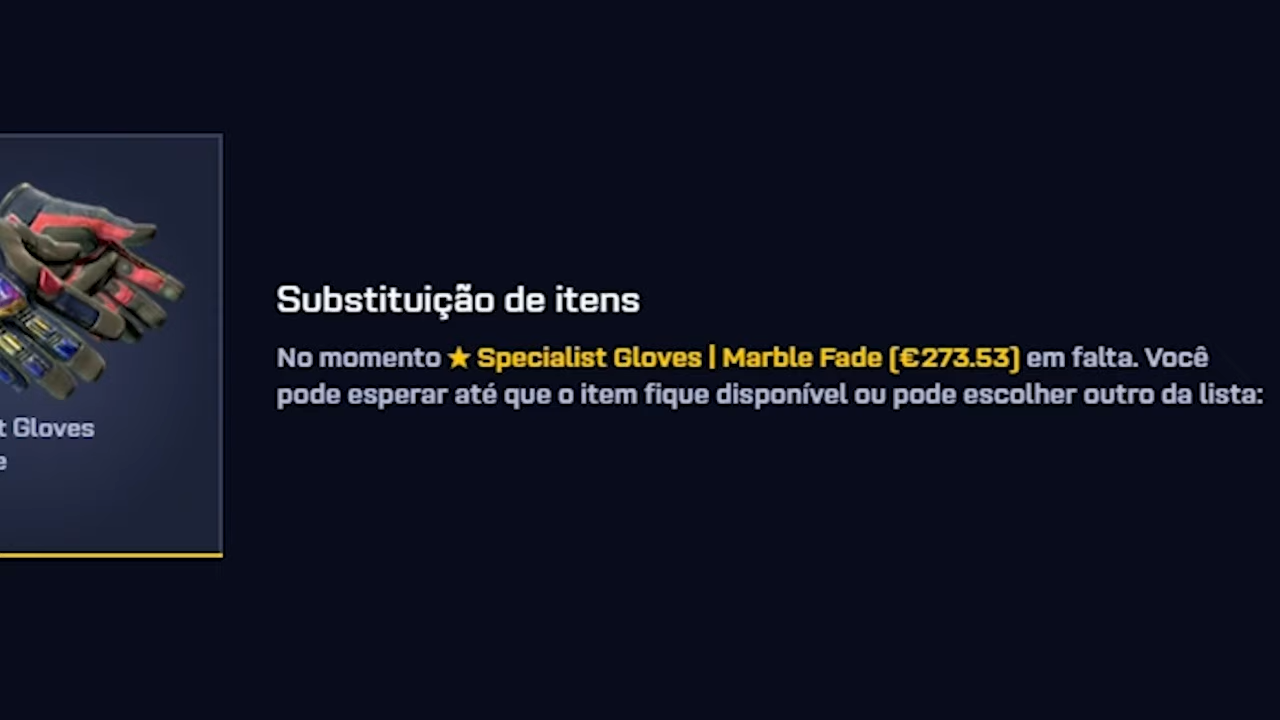 Substituição de itens
No momento ★ Specialist Gloves | Marble Fade (€273.53) em falta. Você
pode esperar até que o item fique disponível ou pode escolher outro da lista:
t Gloves
e